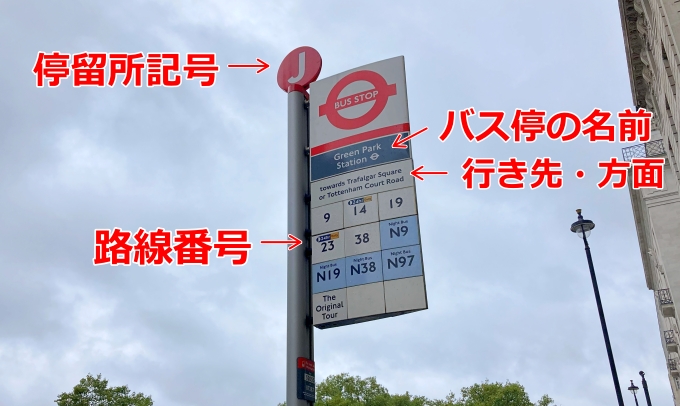 停留所記号
J
BUS STOP
バス停の名前
Green Park
Station
行き先・方面
towards Trafalgar Square
or Tottenham Court Road
9 14 19
路線番号
23 38 N9
N19 N38 N97
Night Bus
Night Bus
Night Bus
Night Bus
The
Original
Tour